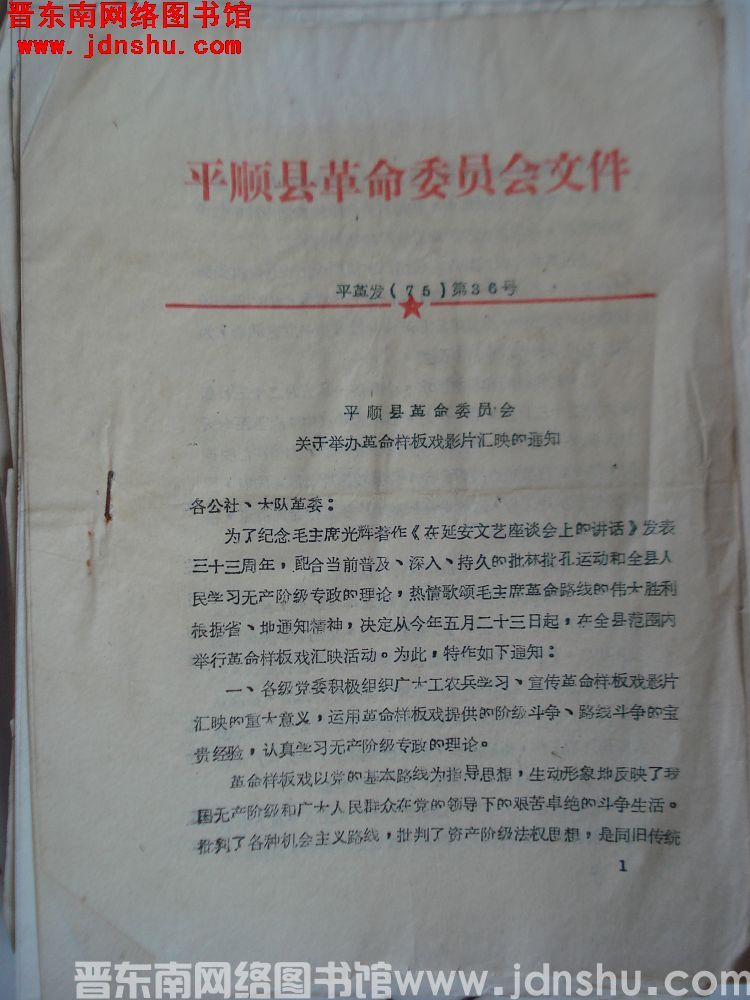 晋东南网络图书馆
www.jdnshu.com
平顺县革命委员会文件
平革发(75)第36号
平顺县革命委员会
关于举办革命样板戏影片汇映的通知
各公社、大队革委：
为了纪念毛主席光辉著作《在延安文艺座谈会上的讲话》发表
三十三周年，配合当前普及、深入、持久的批林批孔运动和全县人
民学习无产阶级专政的理论，热情歌颂毛主席革命路线的伟大胜利
根据省、地通知精神，决定从今年五月二十三日起，在全县范围内
举行革命样板戏汇映活动。为此，特作如下通知：
一、各级党委积极组织广大工农兵学习、宣传革命样板戏影片
汇映的重大意义，运用革命样板戏提供的阶级斗争、路线斗争的宝
贵经验，认真学习无产阶级专政的理论。
革命样板戏以党的基本路线为指导思想，生动形象地反映了我
国无产阶级和广大人民群众在党的领导下的艰苦卓绝的斗争生活。
批判了各种机会主义路线，批判了资产阶级法权思想，是同旧传统
1
晋东南网络图书馆www.jdnshu.com